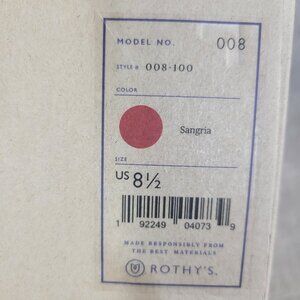 MODEL NO. 008
STYLE # 008-100
COLOR
Sangria
SIZE
US 8½
1 92249 04073 9
MADE RESPONSIBLY FROM
THE BEST MATERIALS
ROTHY'S.